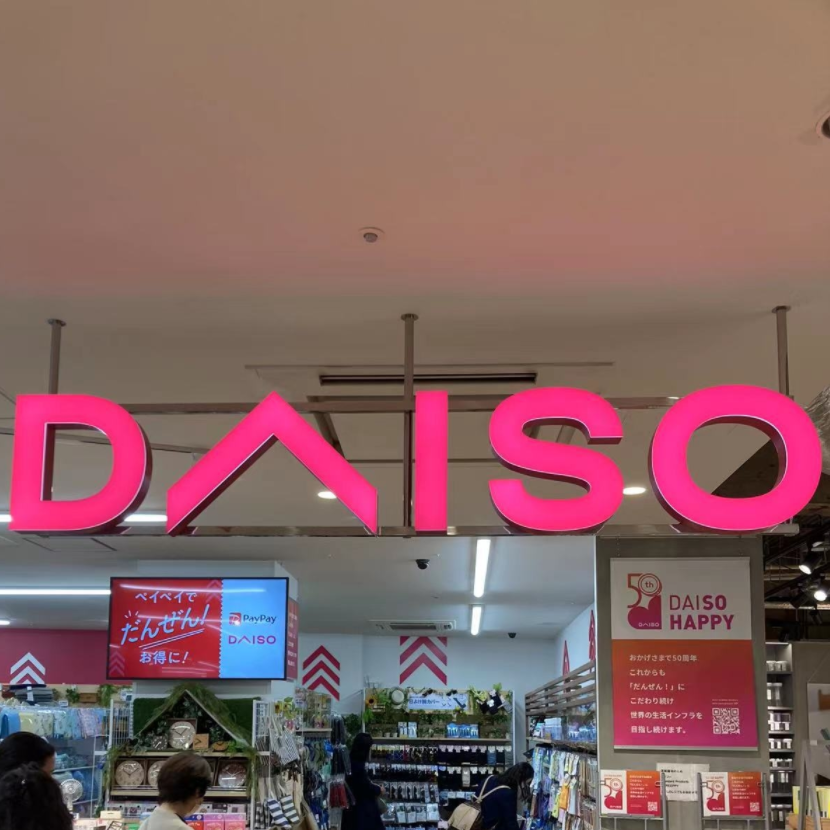 DAISO
ペイペイで
だんぜん!
お得に!
PayPay
DAISO
50th
DAISO
DAISO
HAPPY
おかげさまで50周年
これからも
「だんぜん!」に
こだわり続け
世界の生活インフラを
目指し続けます。